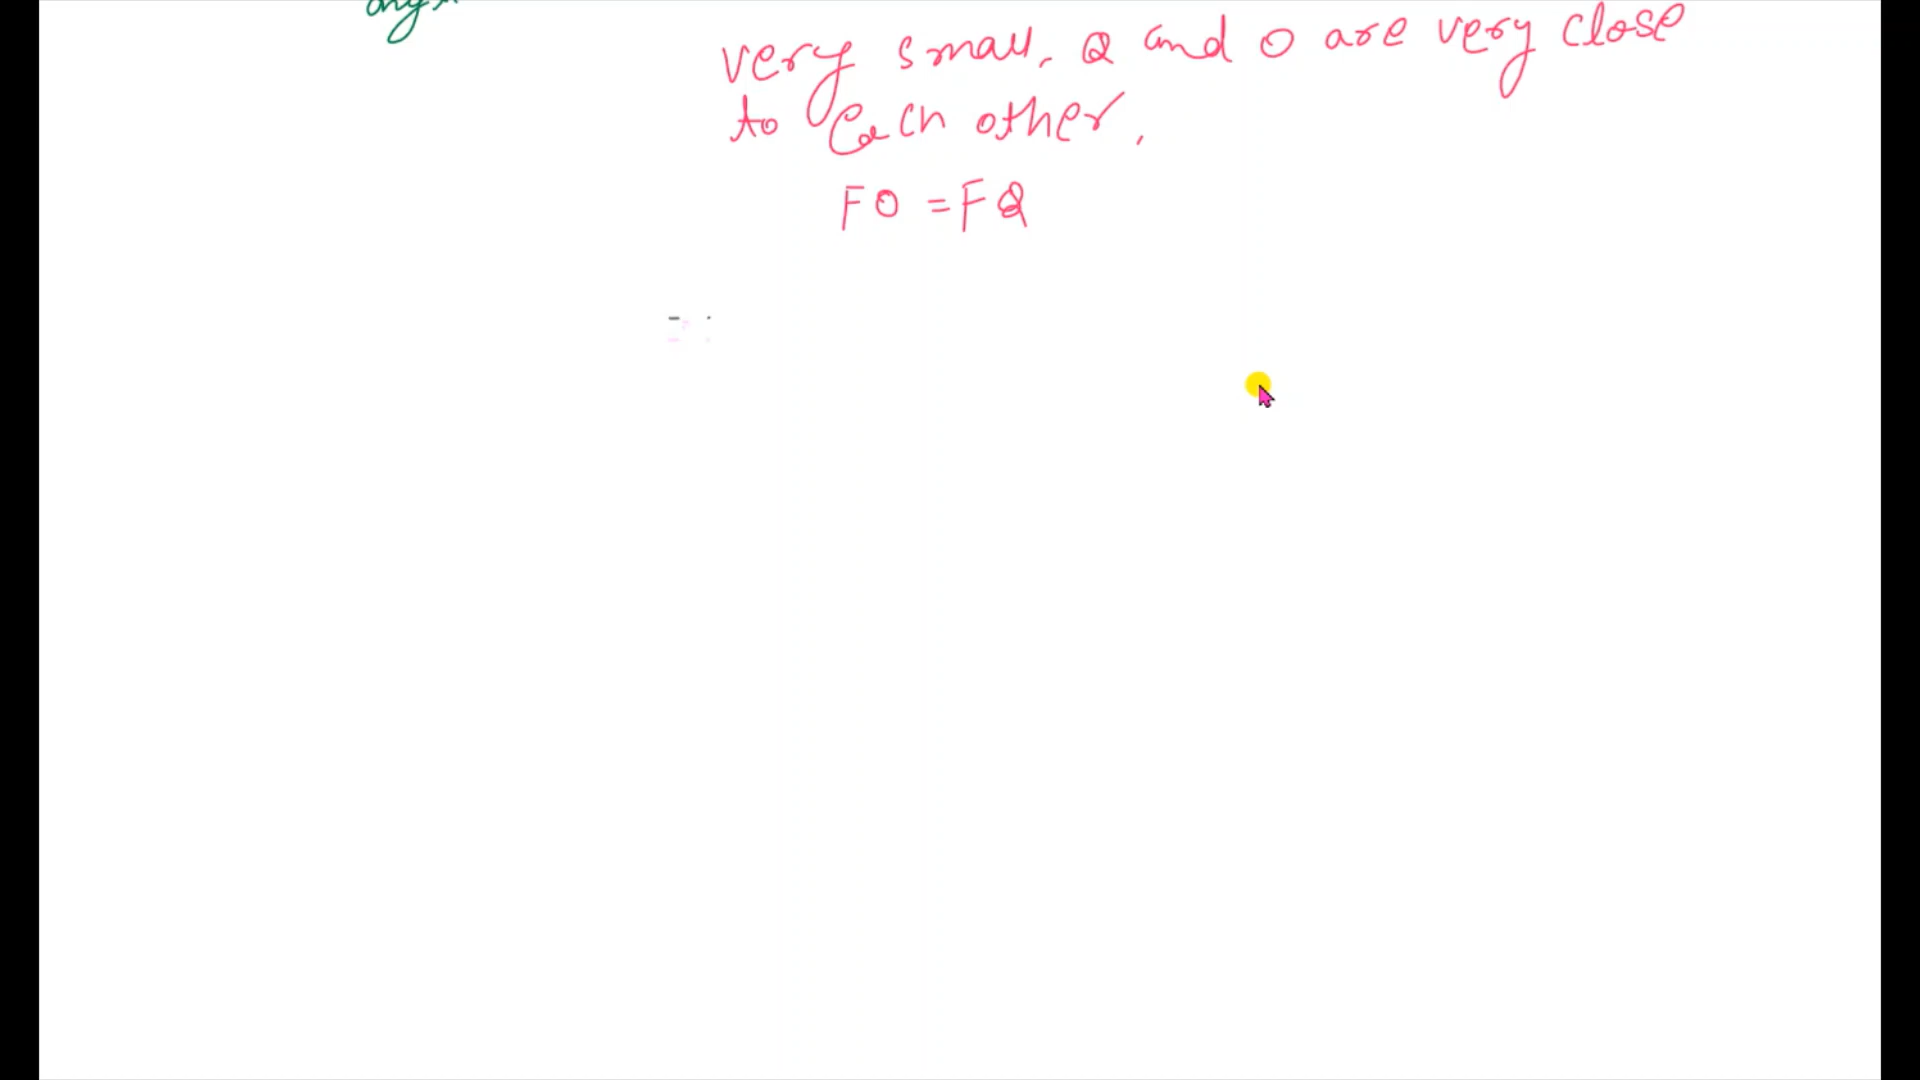 very small, Q and O are very close
to each other,
FO = FQ